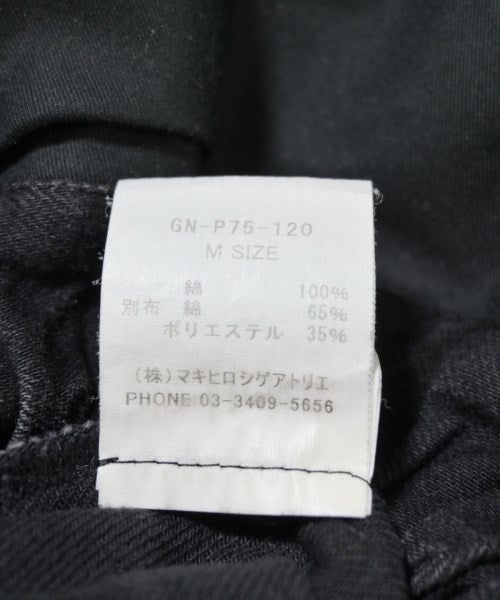 GN-P75-120
M SIZE
綿 100%
別布 綿 65%
ポリエステル 35%
(株)マキヒロシゲアトリエ
PHONE 03-3409-5656